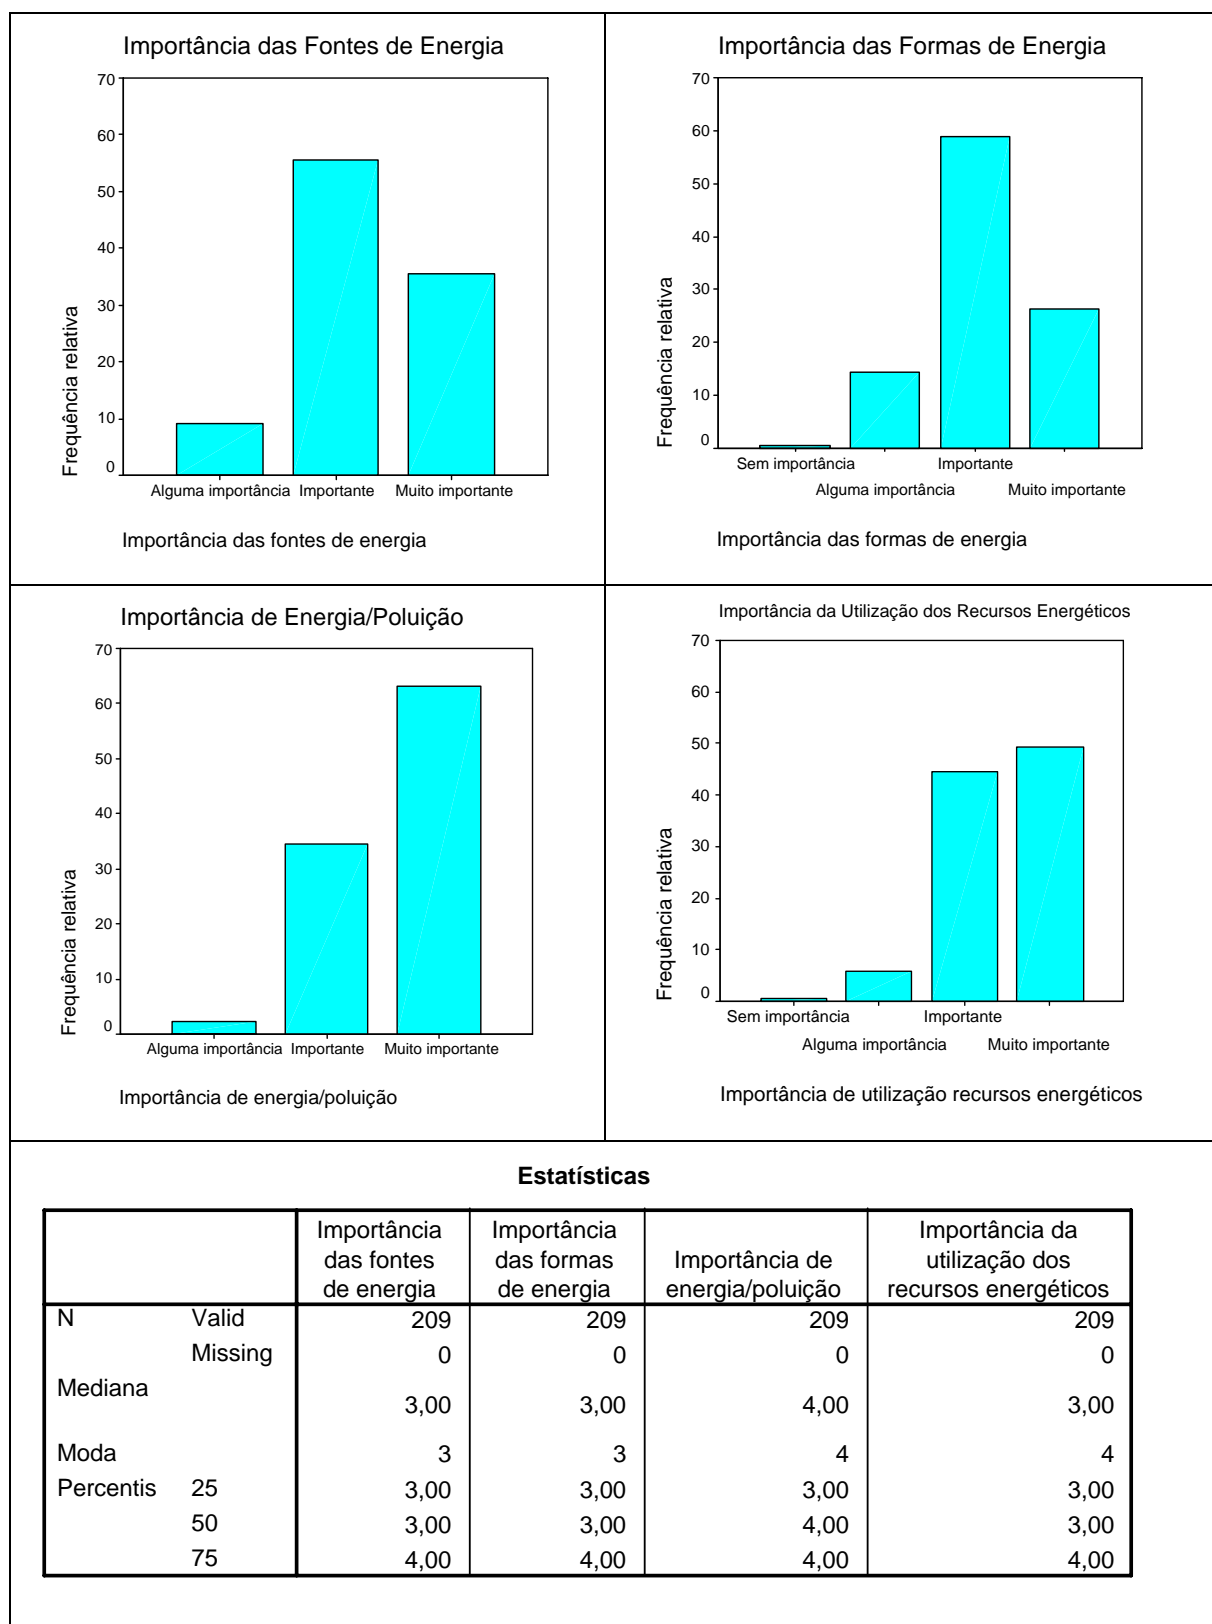 Importância das Fontes de Energia
70
60
50
40
30
20
10
0
Frequência relativa
Alguma importância Importante Muito importante
Importância das fontes de energia
Importância das Formas de Energia
70
60
50
40
30
20
10
0
Frequência relativa
Sem importância Importante
Alguma importância Muito importante
Importância das formas de energia
Importância de Energia/Poluição
70
60
50
40
30
20
10
0
Frequência relativa
Alguma importância Importante Muito importante
Importância de energia/poluição
Importância da Utilização dos Recursos Energéticos
70
60
50
40
30
20
10
0
Frequência relativa
Sem importância Importante
Alguma importância Muito importante
Importância de utilização recursos energéticos
Estatísticas
Importância das fontes de energia
Importância das formas de energia
Importância de energia/poluição
Importância da utilização dos recursos energéticos
N Valid 209 209 209 209
Missing 0 0 0 0
Mediana 3,00 3,00 4,00 3,00
Moda 3 3 4 4
Percentis 25 3,00 3,00 3,00 3,00
50 3,00 3,00 4,00 3,00
75 4,00 4,00 4,00 4,00